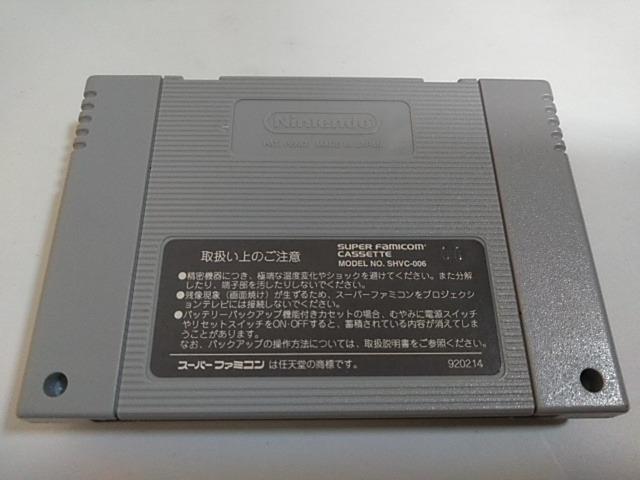 Nintendo
PAT. PEND. MADE IN JAPAN
取扱い上のご注意
SUPER FAMICOM
CASSETTE
MODEL NO. SHVC-006
●精密機器につき、極端な温度変化やショックを避けてください。また分解
したり、端子部を汚したりしないでください。
●残像現象（画面焼け）が生ずるため、スーパーファミコンをプロジェクシ
ョンテレビには接続しないでください。
●バッテリーバックアップ機能付きカセットの場合、むやみに電源スイッチ
やリセットスイッチをON・OFFすると、蓄積されている内容が消えてしま
うことがあります。
なお、バックアップの操作方法については、取扱説明書をご参照ください。
スーパーファミコン は任天堂の商標です。
920214